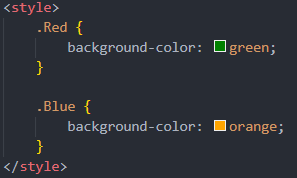 <style>
.Red {
background-color: green;
}
.Blue {
background-color: orange;
}
</style>